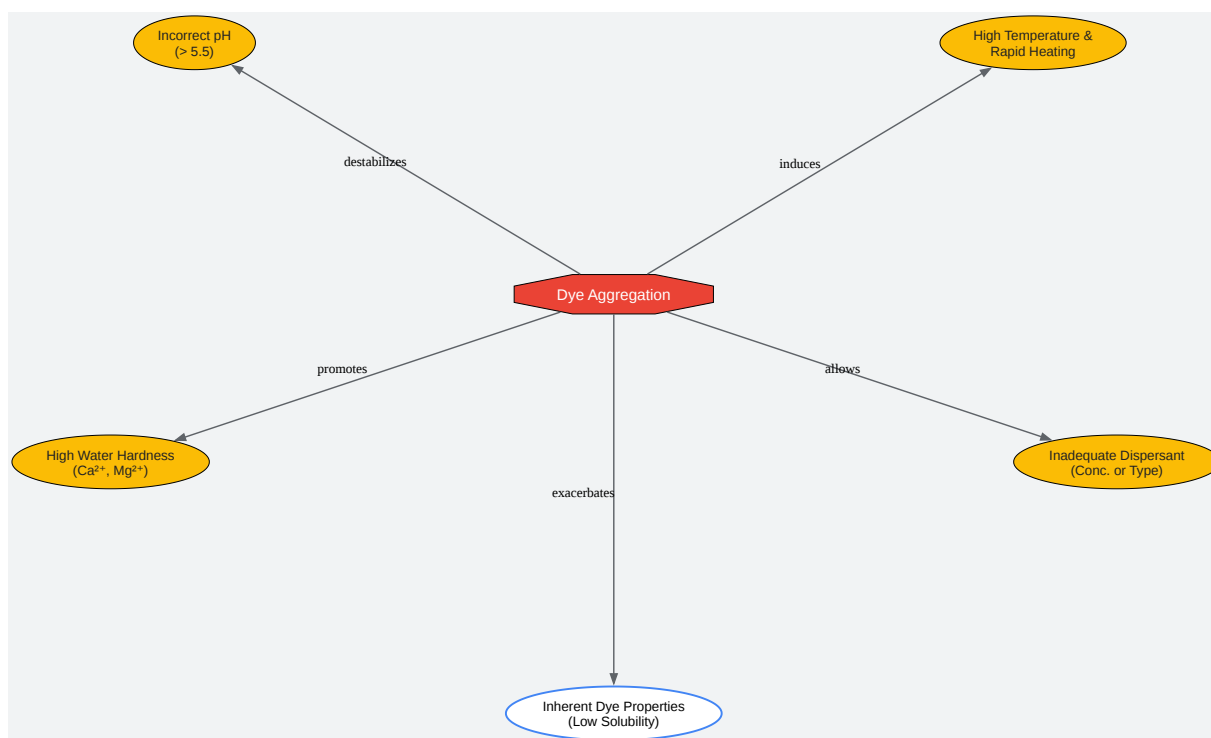 Incorrect pH
(> 5.5)
High Temperature &
Rapid Heating
destabilizes
induces
Dye Aggregation
promotes
allows
High Water Hardness
(Ca²⁺, Mg²⁺)
Inadequate Dispersant
(Conc. or Type)
exacerbates
Inherent Dye Properties
(Low Solubility)